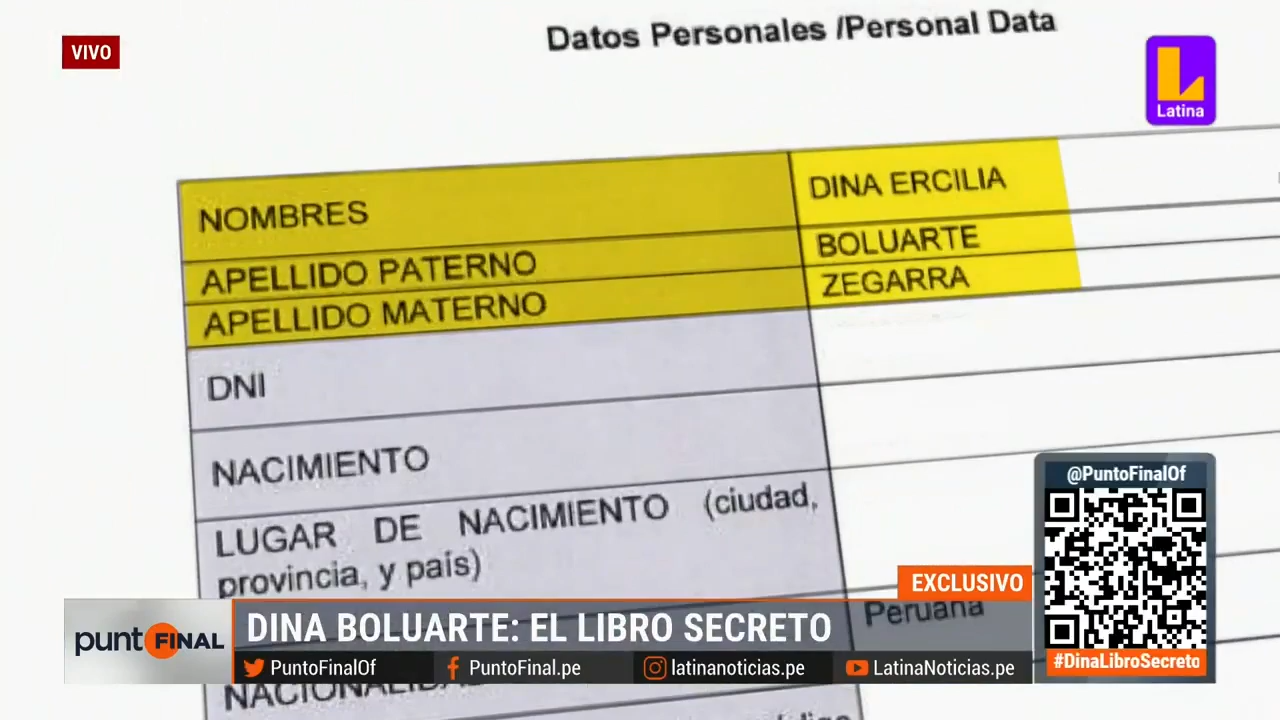 Datos Personales /Personal Data
VIVO
Latina
NOMBRES DINA ERCILIA
APELLIDO PATERNO BOLUARTE
APELLIDO MATERNO ZEGARRA
DNI
NACIMIENTO
LUGAR DE NACIMIENTO (ciudad,
provincia, y país)
Peruana
@PuntoFinalOf
EXCLUSIVO
punto FINAL
DINA BOLUARTE: EL LIBRO SECRETO
#DinaLibroSecreto
PuntoFinalOf PuntoFinal.pe latinanoticias.pe LatinaNoticias.pe